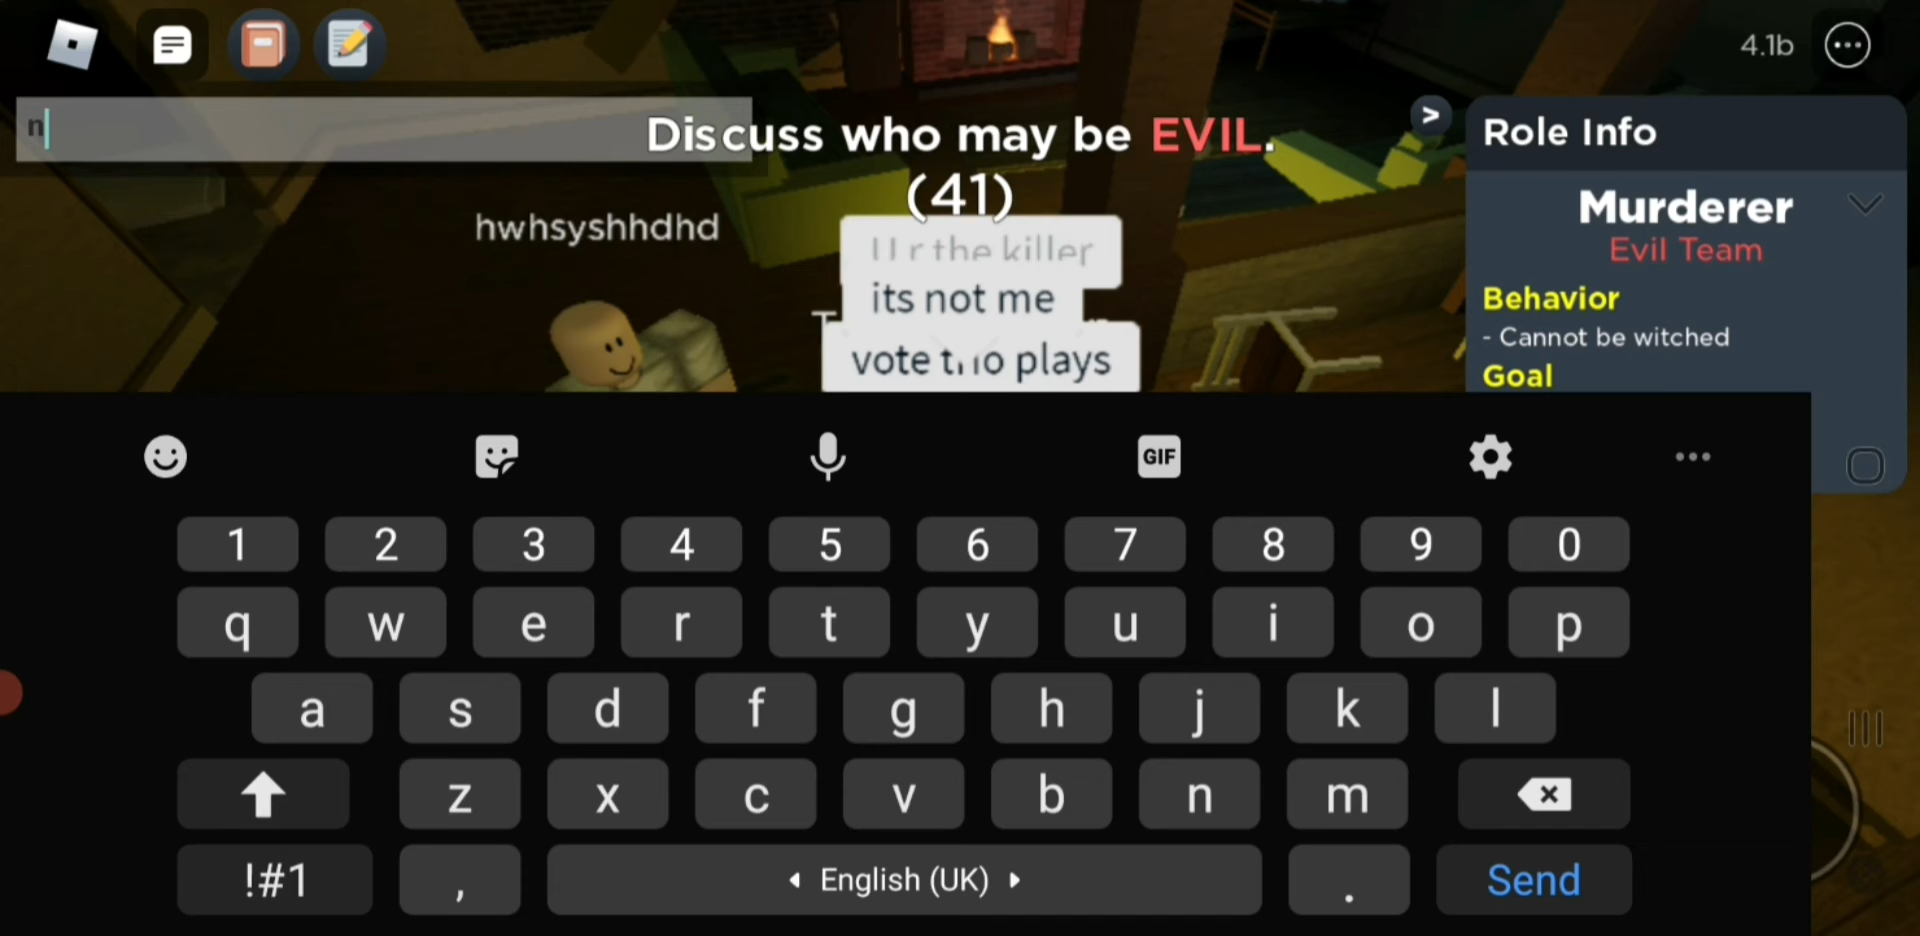 4.1b
n
Discuss who may be EVIL.
(41)
>
Role Info
Murderer
Evil Team
Behavior
- Cannot be witched
Goal
hwhsyshhdhd
U r the killer
its not me
vote plays
GIF
1 2 3 4 5 6 7 8 9 0
q w e r t y u i o p
a s d f g h j k l
z x c v b n m
!#1 , English (UK) . Send